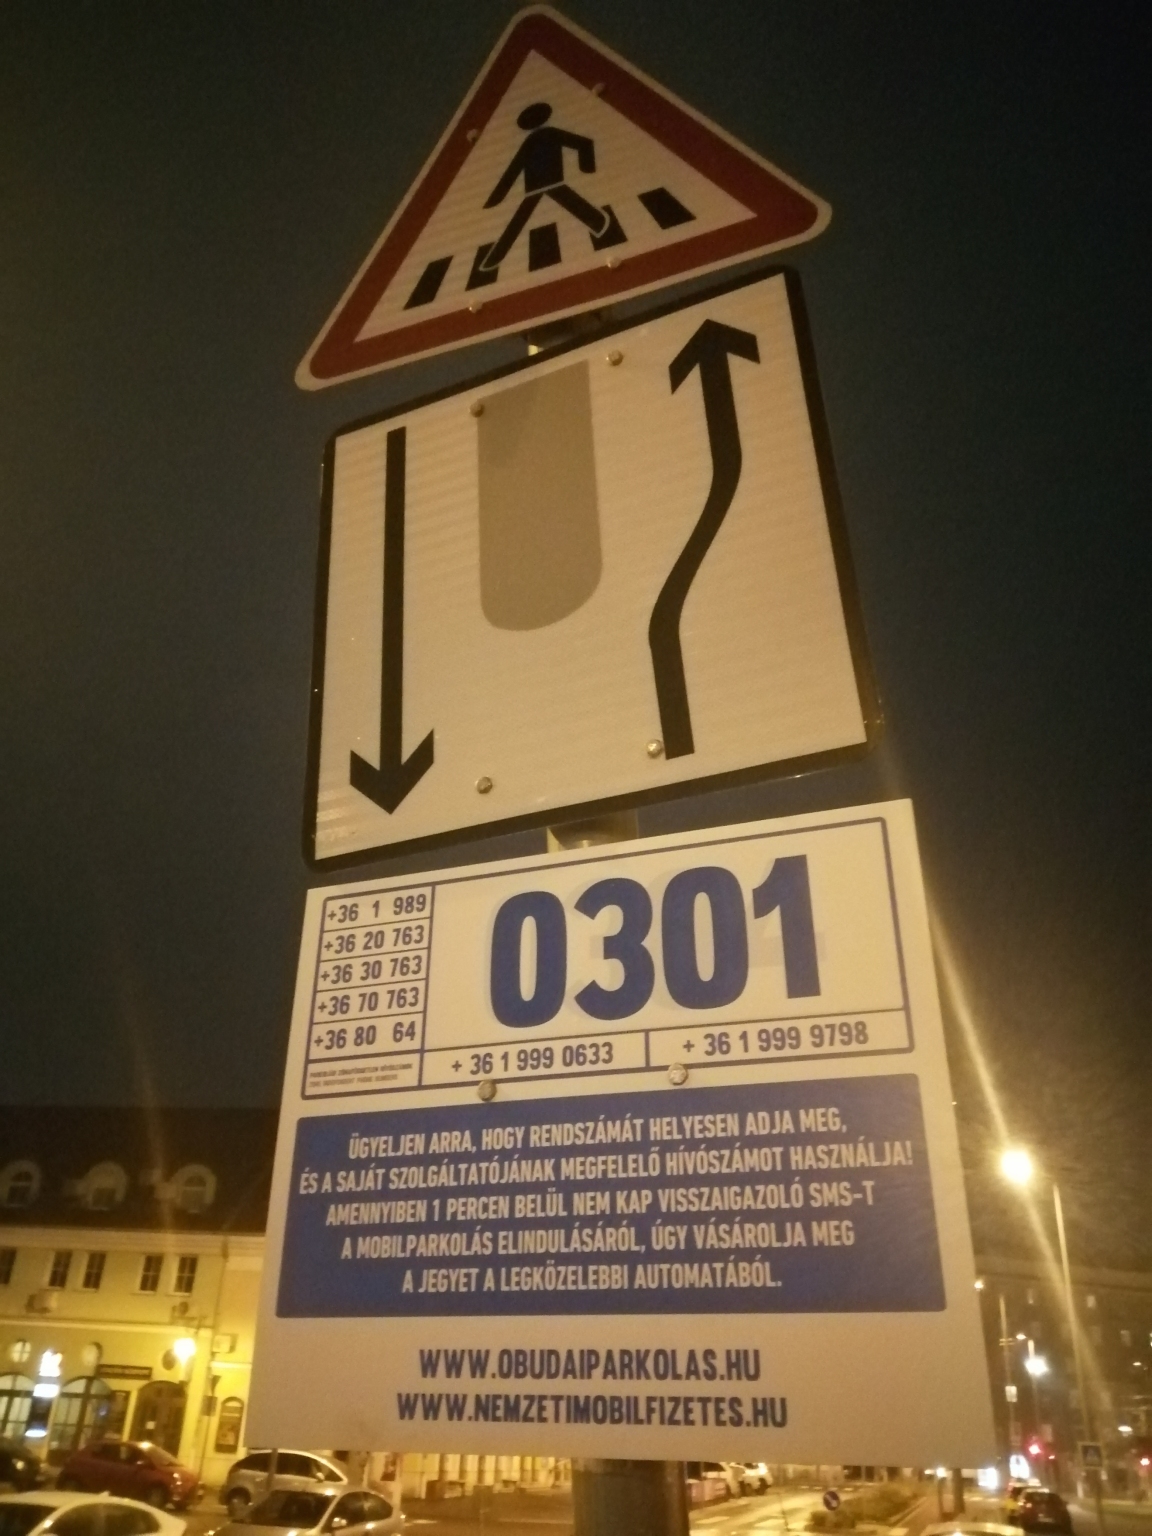 +36 1 989
+36 20 763
+36 30 763
+36 70 763
+36 80 64
0301
+ 36 1 999 0633
+ 36 1 999 9798
ÜGYELJEN ARRA, HOGY RENDSZÁMÁT HELYESEN ADJA MEG,
ÉS A SAJÁT SZOLGÁLTATÓJÁNAK MEGFELELŐ HÍVÓSZÁMOT HASZNÁLJA!
AMENNYIBEN 1 PERCEN BELÜL NEM KAP VISSZAIGAZOLÓ SMS-T
A MOBILPARKOLÁS ELINDULÁSÁRÓL, ÚGY VÁSÁROLJA MEG
A JEGYET A LEGKÖZELEBBI AUTOMATÁBÓL.
WWW.OBUDAIPARKOLAS.HU
WWW.NEMZETIMOBILFIZETES.HU